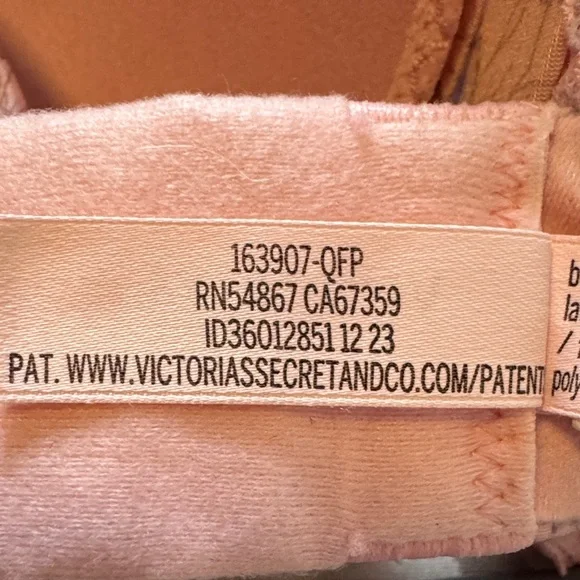 163907-QFP
RN54867 CA67359
ID36012851 12 23
PAT. WWW.VICTORIASSECRETANDCO.COM/PATENT